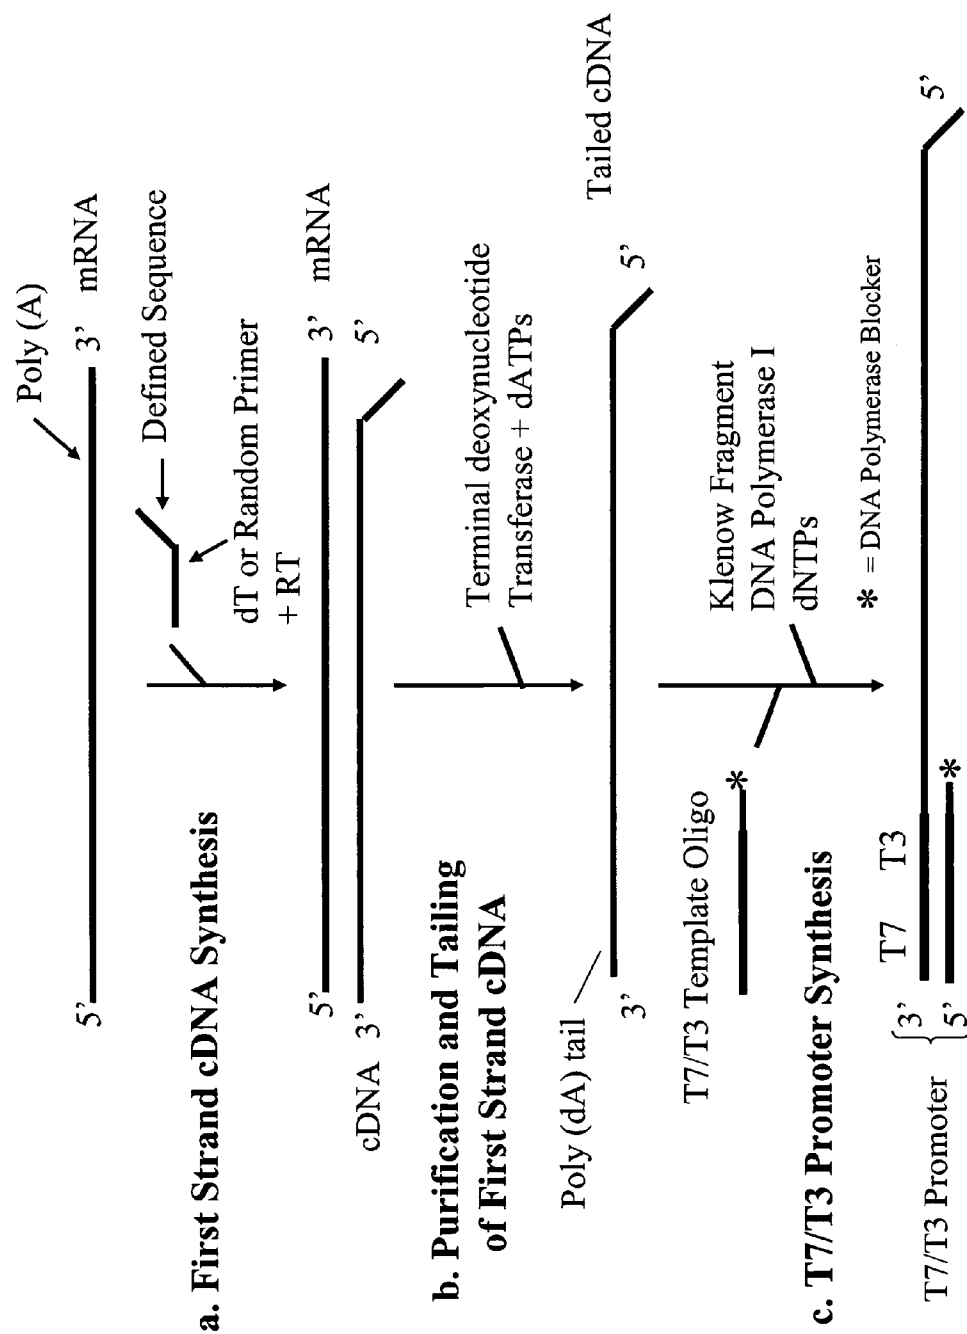 Poly (A)
5’
3’ mRNA
Defined Sequence
dT or Random Primer
+ RT
a. First Strand cDNA Synthesis
5’
3’ mRNA
cDNA 3’
5’
Terminal deoxynucleotide
Transferase + dATPs
b. Purification and Tailing
of First Strand cDNA
Tailed cDNA
Poly (dA) tail
3’
5’
T7/T3 Template Oligo
*
Klenow Fragment
DNA Polymerase I
dNTPs
c. T7/T3 Promoter Synthesis
* = DNA Polymerase Blocker
T7 T3
T7/T3 Promoter
3’
5’
5’
*